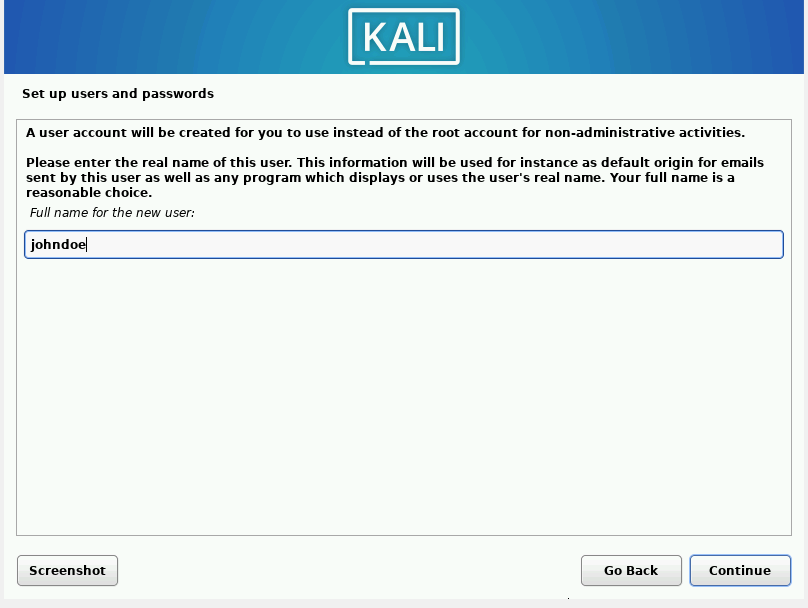 KALI
Set up users and passwords
A user account will be created for you to use instead of the root account for non-administrative activities.
Please enter the real name of this user. This information will be used for instance as default origin for emails
sent by this user as well as any program which displays or uses the user's real name. Your full name is a
reasonable choice.
Full name for the new user:
johndoe
Screenshot
Go Back
Continue